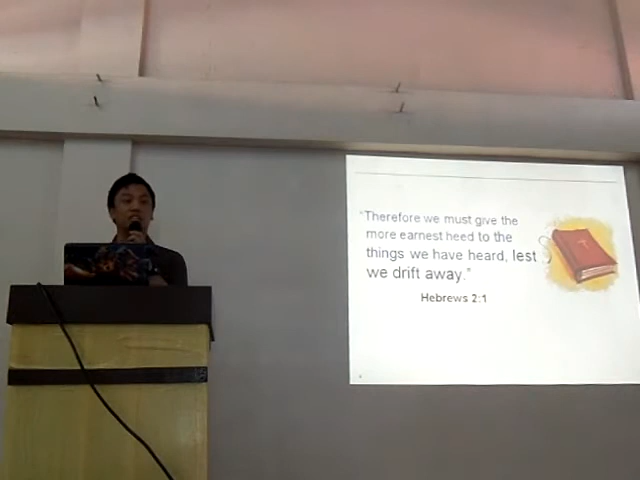 "Therefore we must give the
more earnest heed to the
things we have heard, lest
we drift away."
Hebrews 2:1